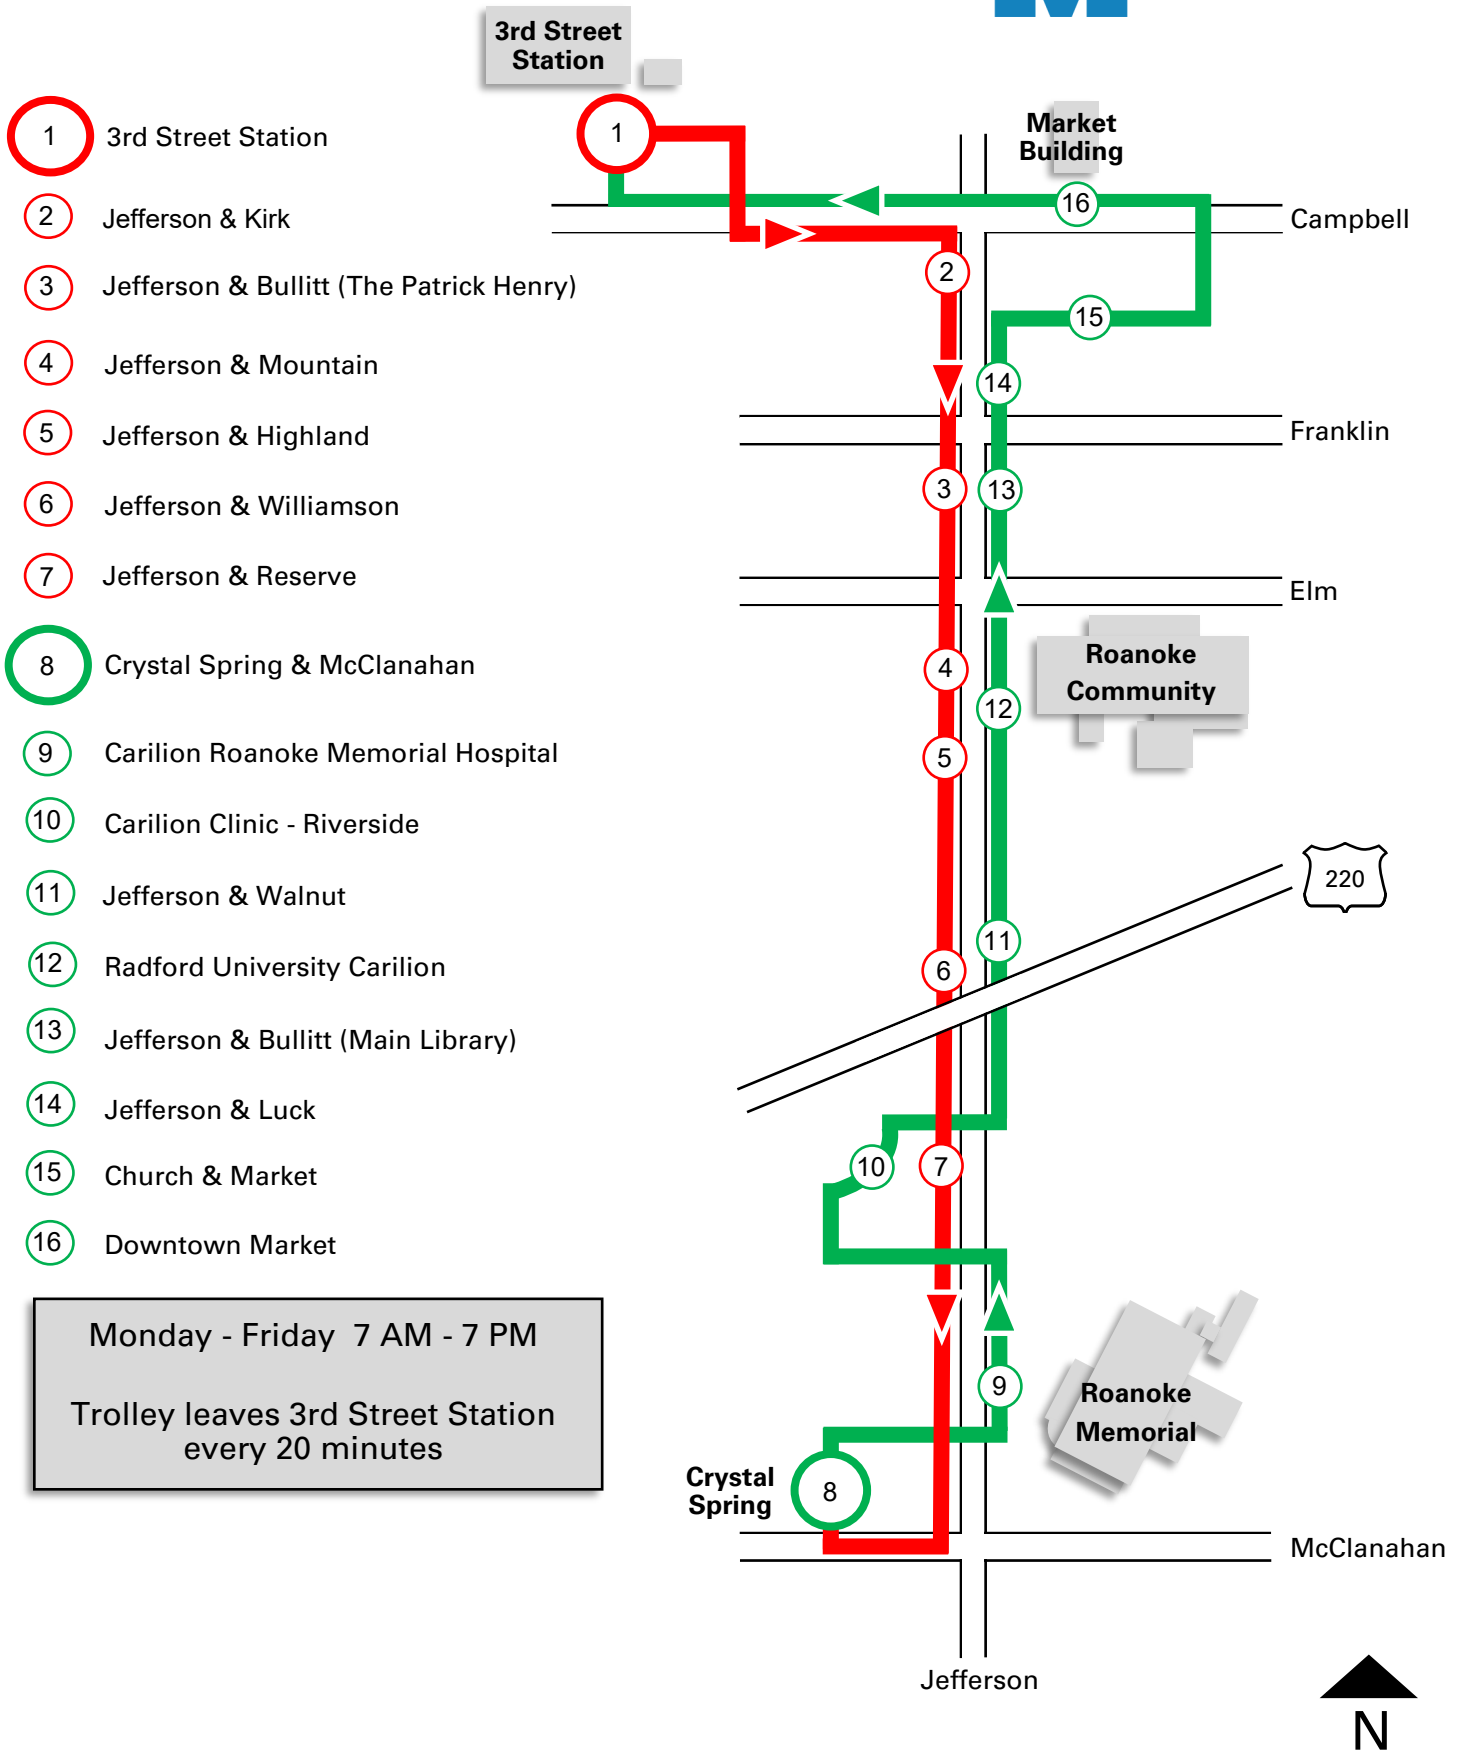 3rd Street
Station
1
3rd Street Station
2
Jefferson & Kirk
3
Jefferson & Bullitt (The Patrick Henry)
4
Jefferson & Mountain
5
Jefferson & Highland
6
Jefferson & Williamson
7
Jefferson & Reserve
8
Crystal Spring & McClanahan
9
Carilion Roanoke Memorial Hospital
10
Carilion Clinic - Riverside
11
Jefferson & Walnut
12
Radford University Carilion
13
Jefferson & Bullitt (Main Library)
14
Jefferson & Luck
15
Church & Market
16
Downtown Market
Monday - Friday 7 AM - 7 PM
Trolley leaves 3rd Street Station
every 20 minutes
1
Market
Building
16
Campbell
2
15
14
Franklin
3
13
Elm
4
Roanoke
Community
12
5
220
11
6
10
7
9
Roanoke
Memorial
Crystal
Spring
8
McClanahan
Jefferson
N